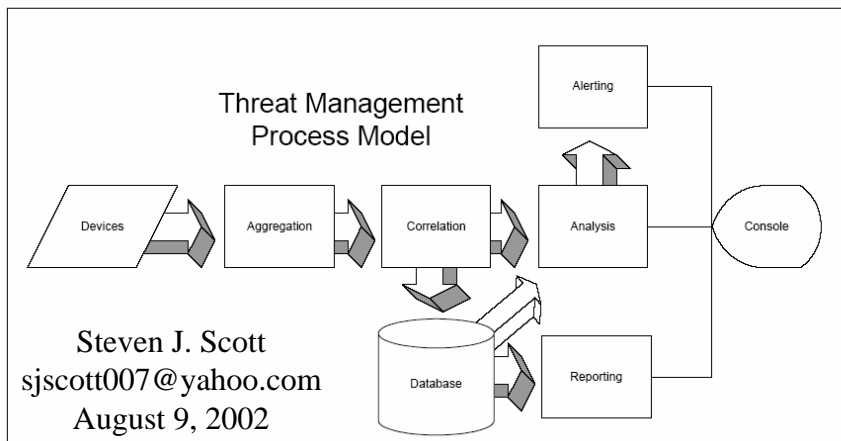 Threat Management
Process Model
Alerting
Devices
Aggregation
Correlation
Analysis
Console
Database
Reporting
Steven J. Scott
sjscott007@yahoo.com
August 9, 2002